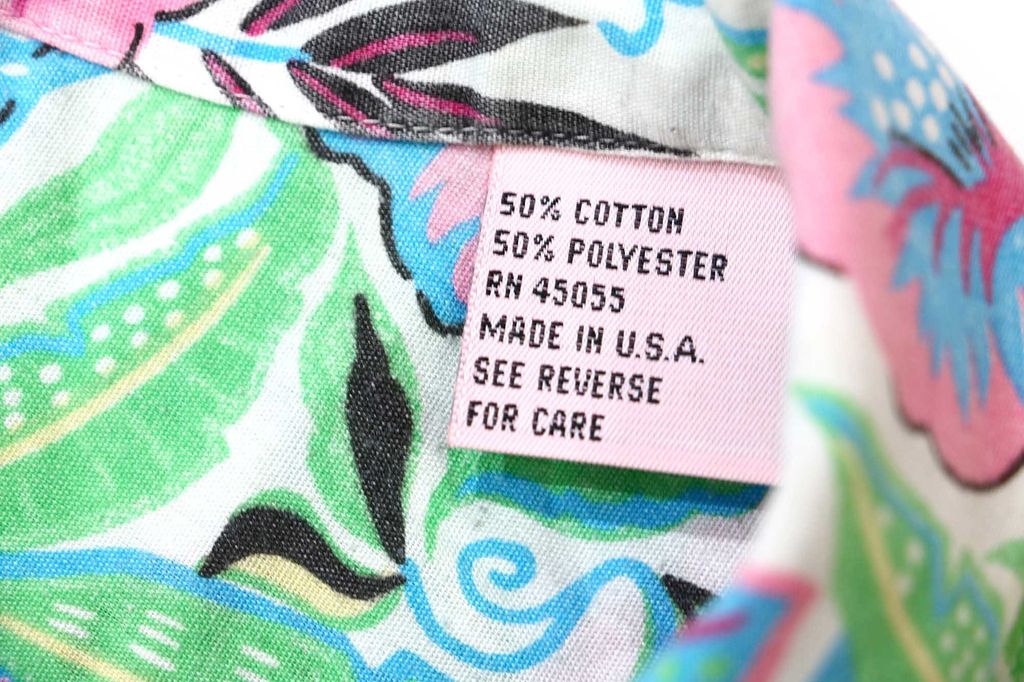 50% COTTON
50% POLYESTER
RN 45055
MADE IN U.S.A.
SEE REVERSE
FOR CARE